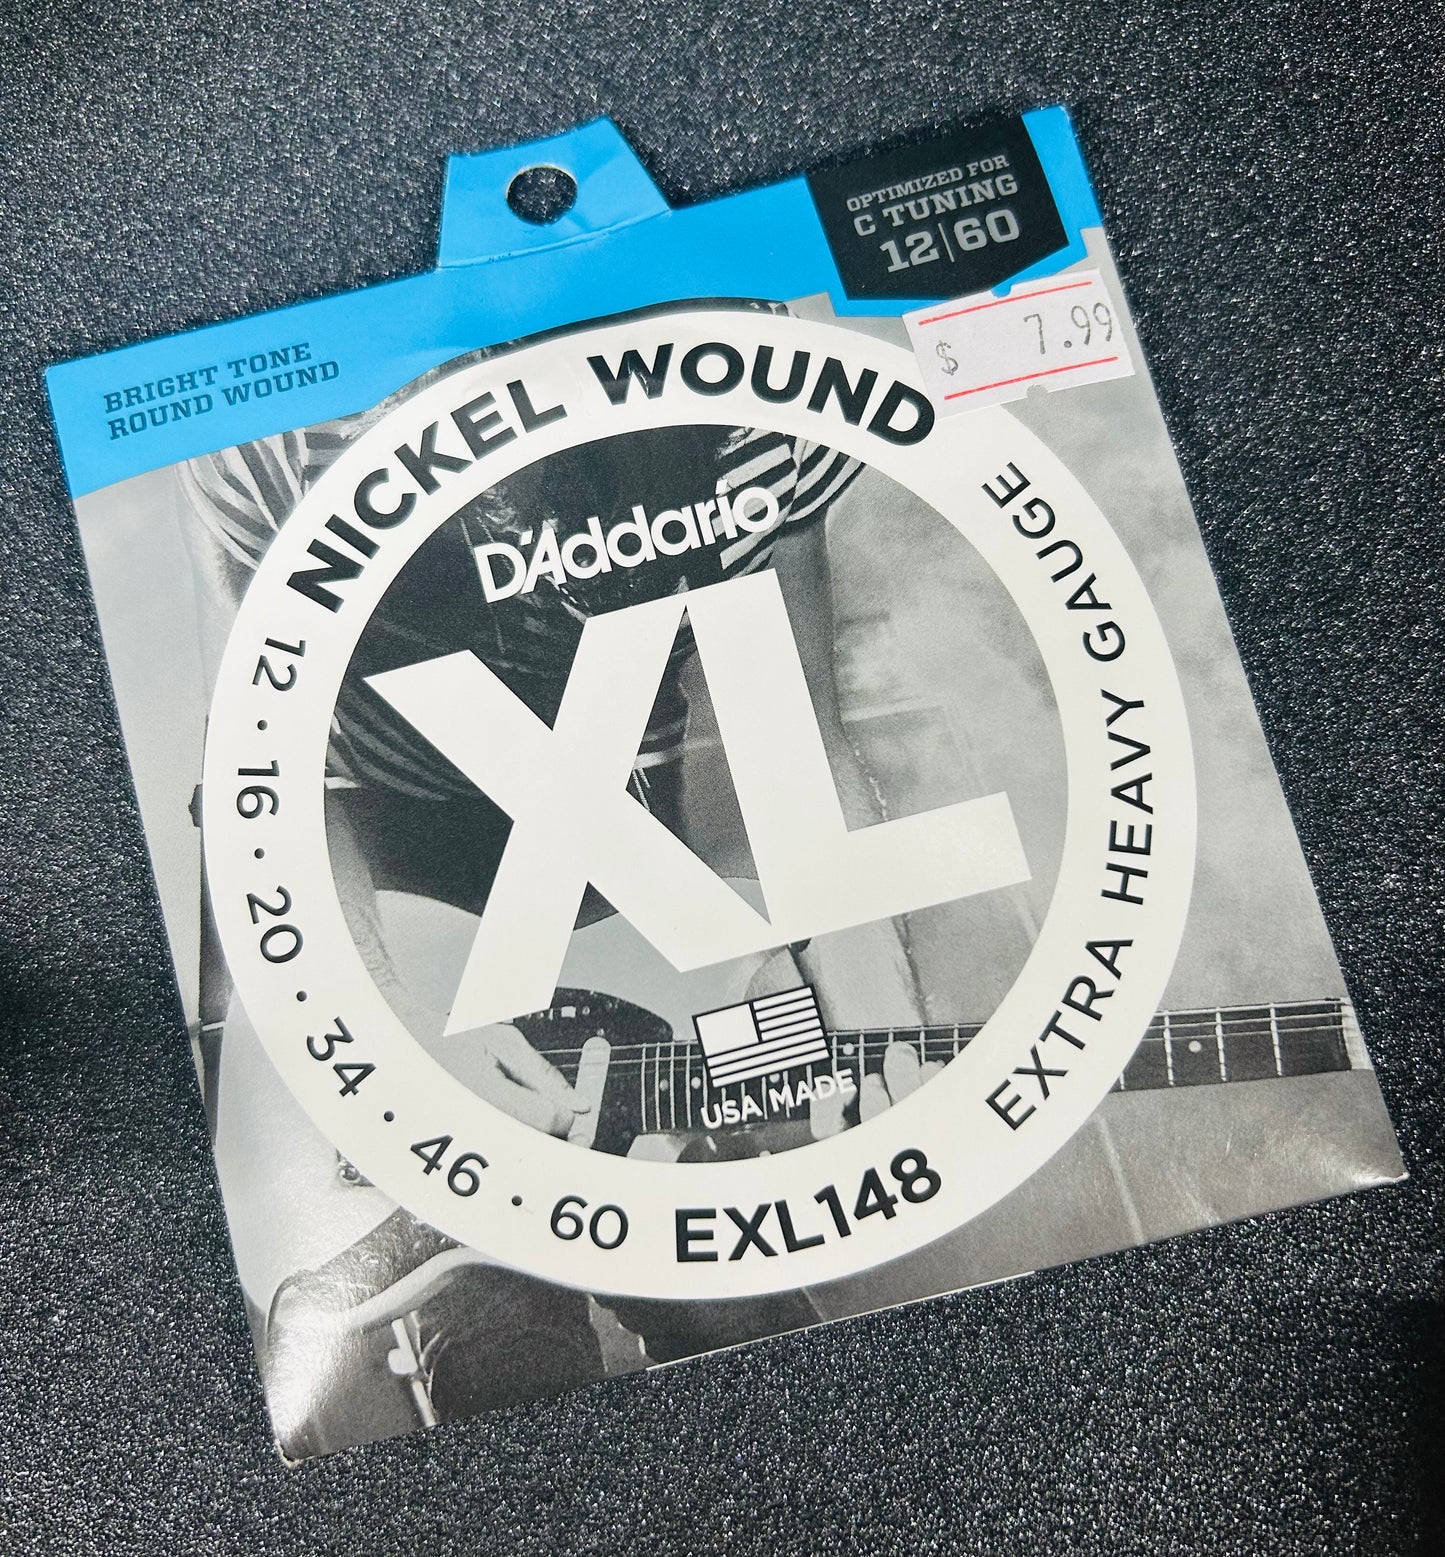 OPTIMIZED FOR
C TUNING
12|60
$ 7.99
BRIGHT TONE
ROUND WOUND
NICKEL WOUND
D'Addarío
XL
EXTRA HEAVY GAUGE
12 · 16 · 20 · 34 · 46 · 60
USA MADE
EXL148